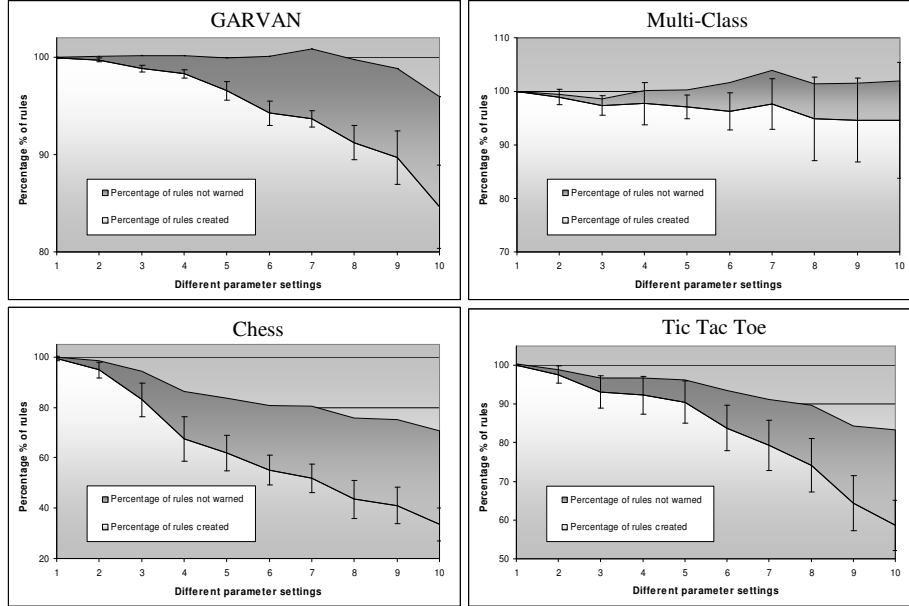 GARVAN
Percentage % of rules
100
90
80
Percentage of rules not warned
Percentage of rules created
1 2 3 4 5 6 7 8 9 10
Different parameter settings
Multi-Class
Percentage % of rules
110
100
90
80
70
Percentage of rules not warned
Percentage of rules created
1 2 3 4 5 6 7 8 9 10
Different parameter settings
Chess
Percentage % of rules
100
80
60
40
20
Percentage of rules not warned
Percentage of rules created
1 2 3 4 5 6 7 8 9 10
Different parameter settings
Tic Tac Toe
Percentage % of rules
100
90
80
70
60
50
Percentage of rules not warned
Percentage of rules created
1 2 3 4 5 6 7 8 9 10
Different parameter settings